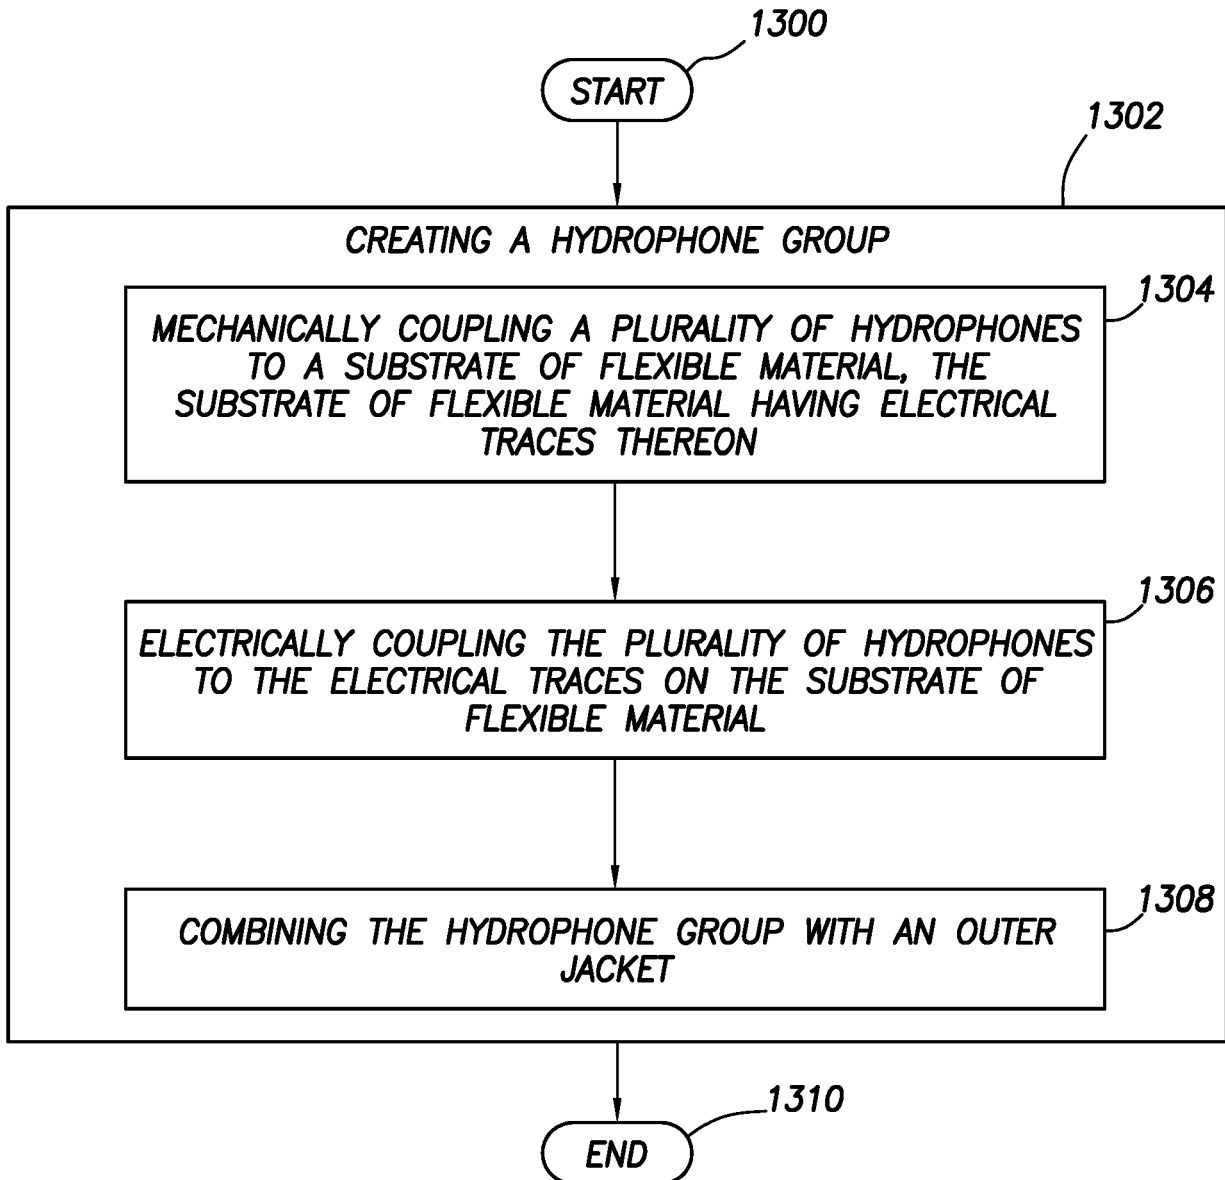 1300
START
1302
CREATING A HYDROPHONE GROUP
1304
MECHANICALLY COUPLING A PLURALITY OF HYDROPHONES
TO A SUBSTRATE OF FLEXIBLE MATERIAL, THE
SUBSTRATE OF FLEXIBLE MATERIAL HAVING ELECTRICAL
TRACES THEREON
1306
ELECTRICALLY COUPLING THE PLURALITY OF HYDROPHONES
TO THE ELECTRICAL TRACES ON THE SUBSTRATE OF
FLEXIBLE MATERIAL
1308
COMBINING THE HYDROPHONE GROUP WITH AN OUTER
JACKET
1310
END